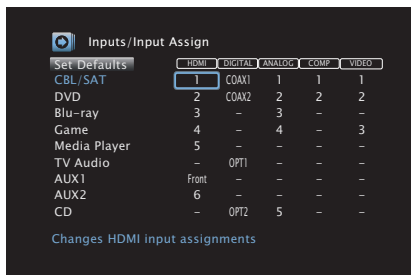 Inputs/Input Assign
Set Defaults HDMI DIGITAL ANALOG COMP VIDEO
CBL/SAT 1 COAX1 1 1 1
DVD 2 COAX2 2 2 2
Blu-ray 3 – 3 – –
Game 4 – 4 – 3
Media Player 5 – – – –
TV Audio – OPT1 – – –
AUX1 Front – – – –
AUX2 6 – – – –
CD – OPT2 5 – –
Changes HDMI input assignments